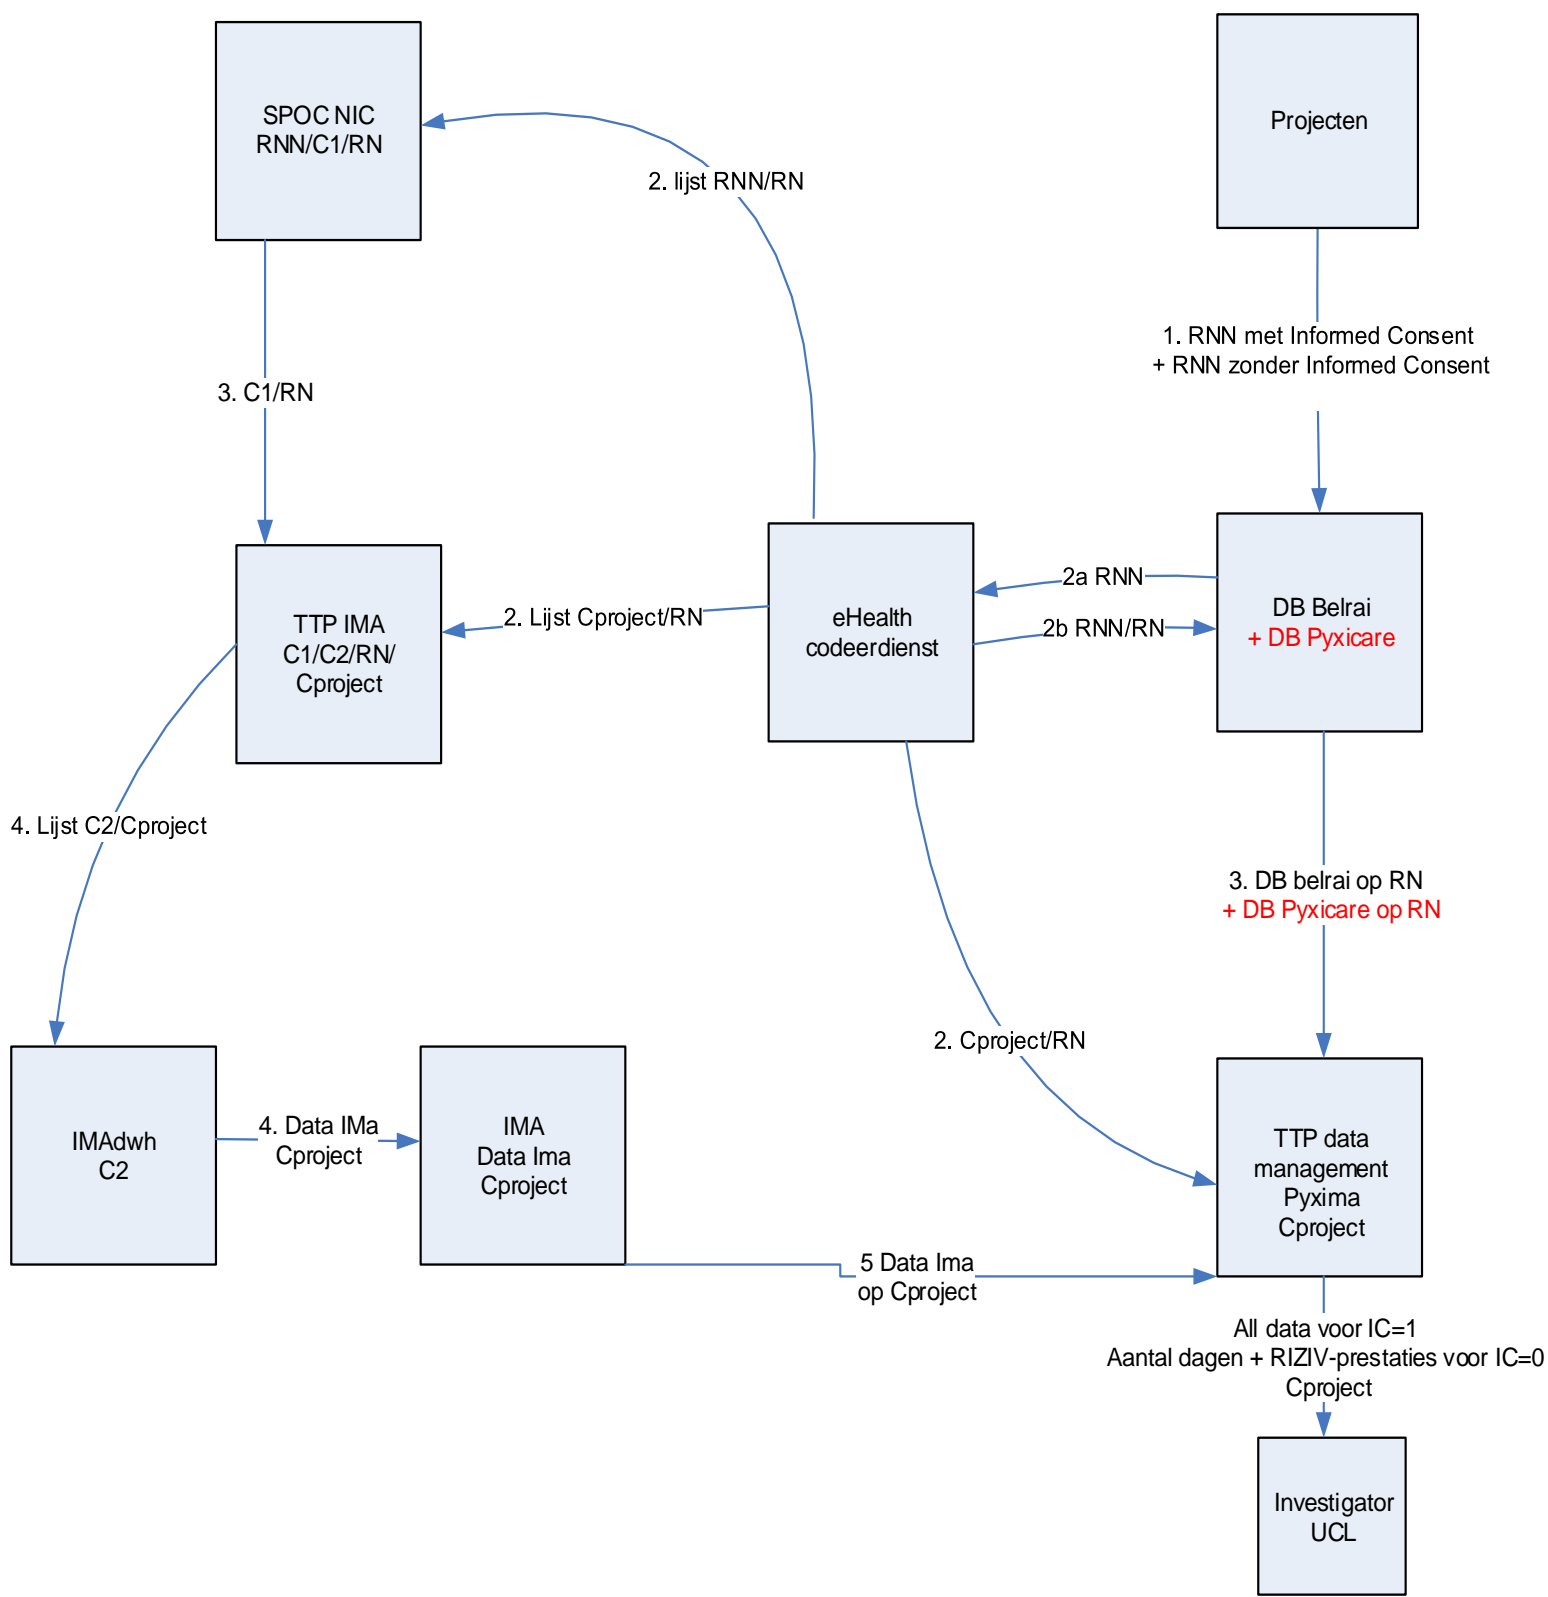 SPOC NIC
RNN/C1/RN
Projecten
2. lijst RNN/RN
1. RNN met Informed Consent
+ RNN zonder Informed Consent
3. C1/RN
2a RNN
2b RNN/RN
DB Belrai
+ DB Pyxicare
eHealth
codeerdienst
2. Lijst Cproject/RN
TTP IMA
C1/C2/RN/
Cproject
4. Lijst C2/Cproject
3. DB belrai op RN
+ DB Pyxicare op RN
2. Cproject/RN
IMAdwh
C2
4. Data IMa
Cproject
IMA
Data Ima
Cproject
TTP data
management
Pyxima
Cproject
5 Data Ima
op Cproject
All data voor IC=1
Aantal dagen + RIZIV-prestaties voor IC=0
Cproject
Investigator
UCL